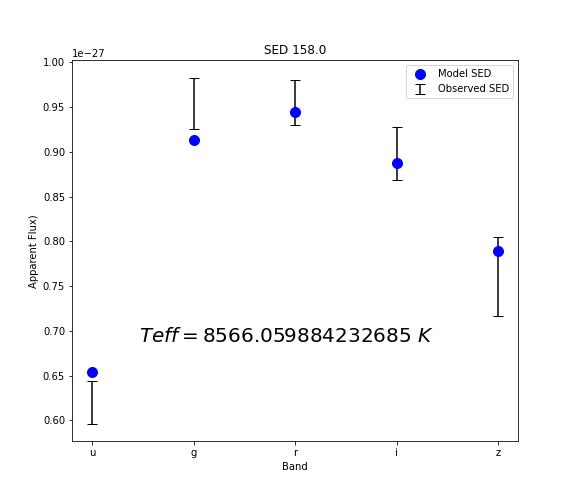 SED 158.0
1e−27
1.00
0.95
0.90
0.85
0.80
0.75
0.70
0.65
0.60
Apparent Flux)
Model SED
Observed SED
Teff = 8566.059884232685 K
u g r i z
Band